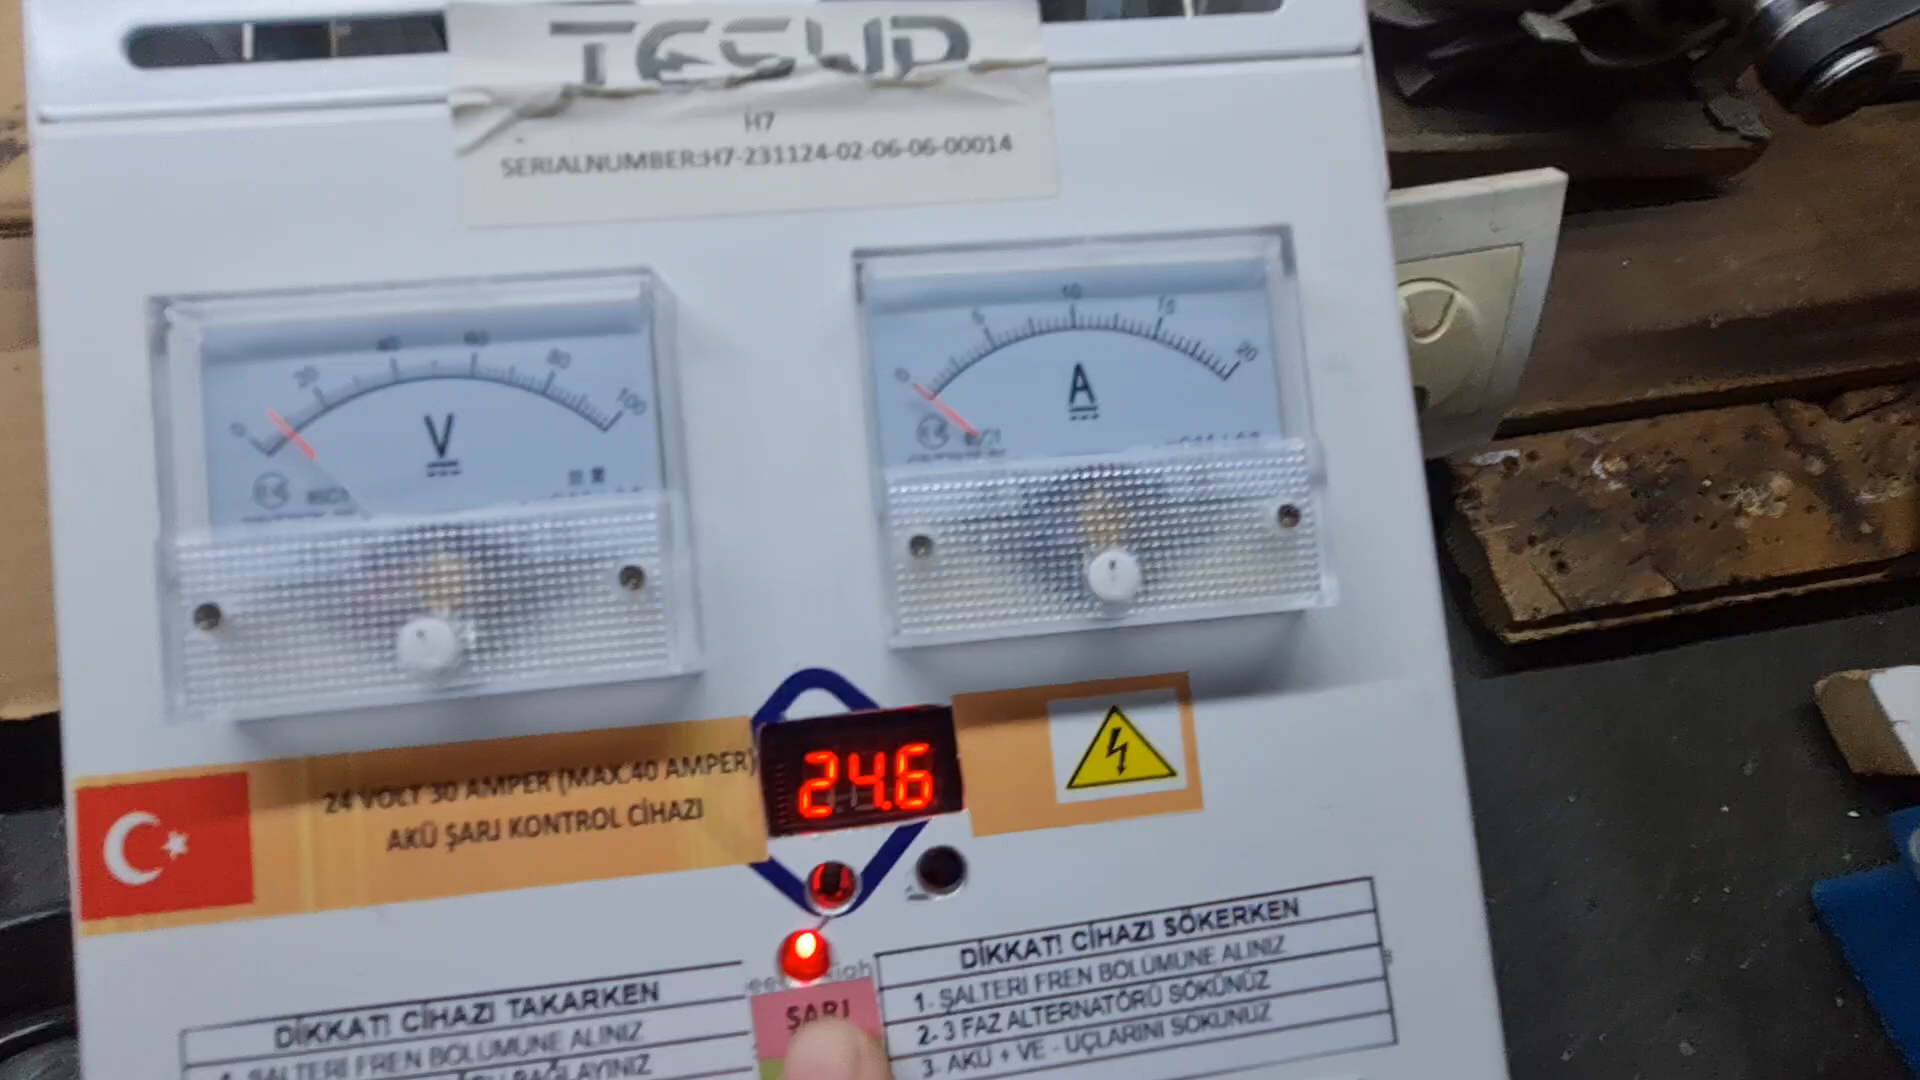 TESUP
H7
SERIALNUMBER:H7-231124-02-06-06-00014
0 20 40 60 80 100
V
0 5 10 15 20
A
24 VOLT 30 AMPER (MAX.40 AMPER)
AKÜ ŞARJ KONTROL CİHAZI
24.6
DİKKAT! CİHAZI TAKARKEN
ŞALTERİ FREN BÖLÜMÜNE ALINIZ
ŞARJ
DİKKAT! CİHAZI SÖKERKEN
1- ŞALTERİ FREN BÖLÜMÜNE ALINIZ
2- 3 FAZ ALTERNATÖRÜ SÖKÜNÜZ
3. AKÜ + VE - UÇLARINI SÖKÜNÜZ